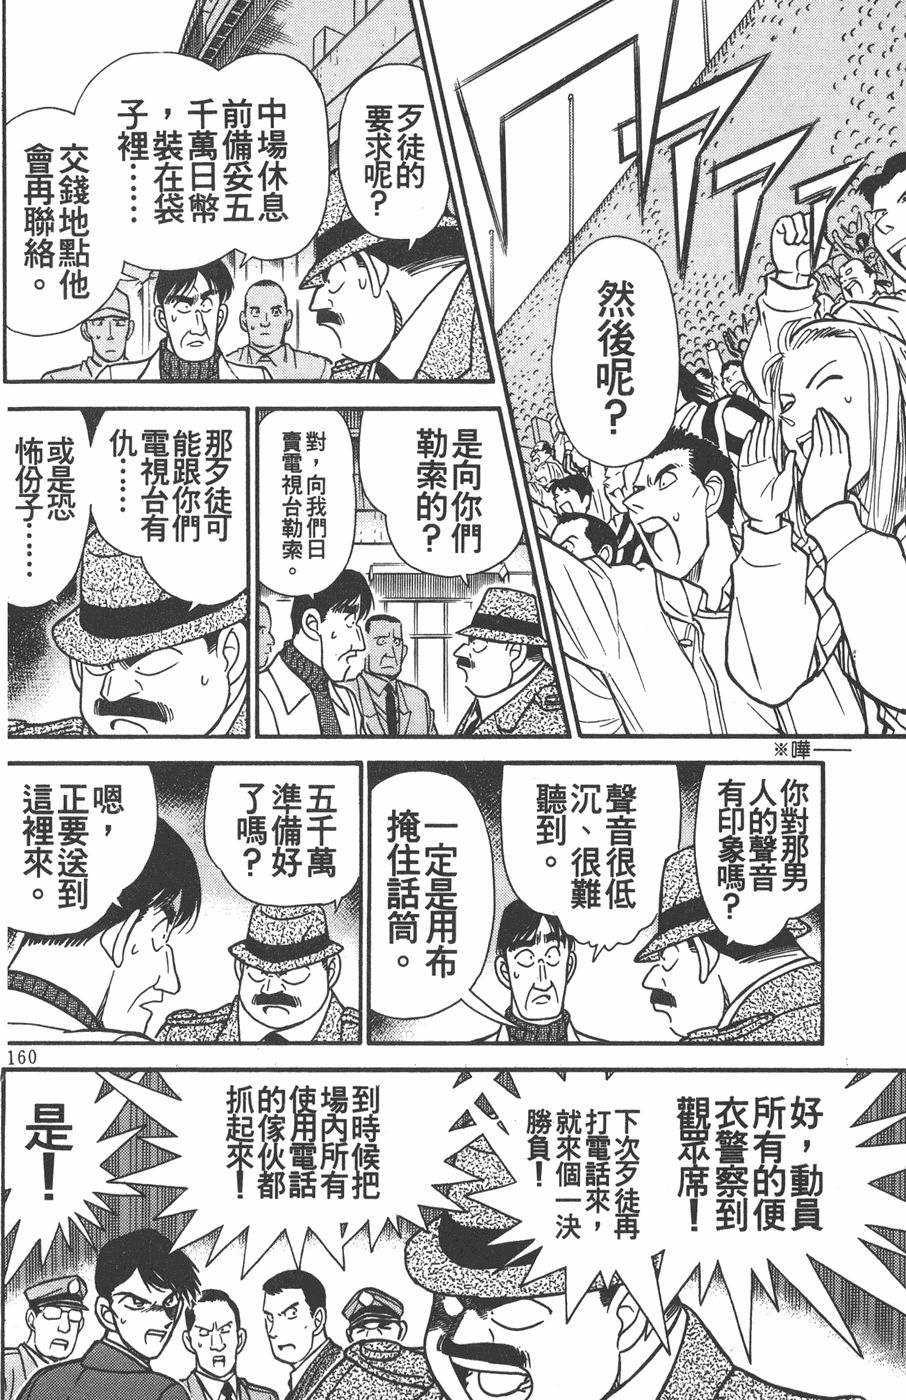 ワアアア
然後呢?
歹徒的
要求呢?
中場休息
前備妥五
千萬日幣
，裝在袋
子裡……
交錢地點他
會再聯絡。
※嘩——
是向你們
勒索的?
對，向我們日
賣電視台勒索。
那歹徒可
能跟你們
電視台有
仇……
或是恐
怖份子……
你對那男
人的聲音
有印象嗎?
聲音很低
沉、很難
聽到。
一定是用布
掩住話筒。
五千萬
準備好
了嗎?
嗯，
正要送到
這裡來。
160
好，動員
所有的便
衣警察到
觀眾席!
下次歹徒再
打電話來，
就來個一決
勝負!
到時候把
場內所有
使用電話
的傢伙都
抓起來!
是!